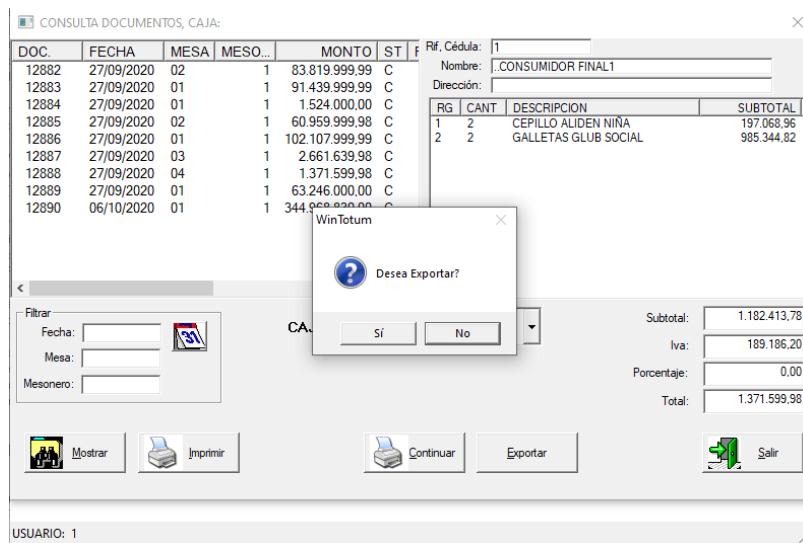 CONSULTA DOCUMENTOS, CAJA:
DOC. FECHA MESA MESO... MONTO ST
12882 27/09/2020 02 1 83.819.999,99 C
12883 27/09/2020 01 1 91.439.999,99 C
12884 27/09/2020 01 1 1.524.000,00 C
12885 27/09/2020 02 1 60.959.999,98 C
12886 27/09/2020 01 1 102.107.999,99 C
12887 27/09/2020 03 1 2.661.639,98 C
12888 27/09/2020 04 1 1.371.599,98 C
12889 27/09/2020 01 1 63.246.000,00 C
12890 06/10/2020 01 1
Rif, Cédula: 1
Nombre: ..CONSUMIDOR FINAL1
Dirección:
RG CANT DESCRIPCION SUBTOTAL
1 2 CEPILLO ALIDEN NIÑA 197.068,96
2 2 GALLETAS GLUB SOCIAL 985.344,82
WinTotum
Desea Exportar?
Sí No
Filtrar
Fecha:
31
Mesa:
Mesonero:
Subtotal: 1.182.413,78
Iva: 189.186,20
Porcentaje: 0,00
Total: 1.371.599,98
Mostrar Imprimir Continuar Exportar Salir
USUARIO: 1